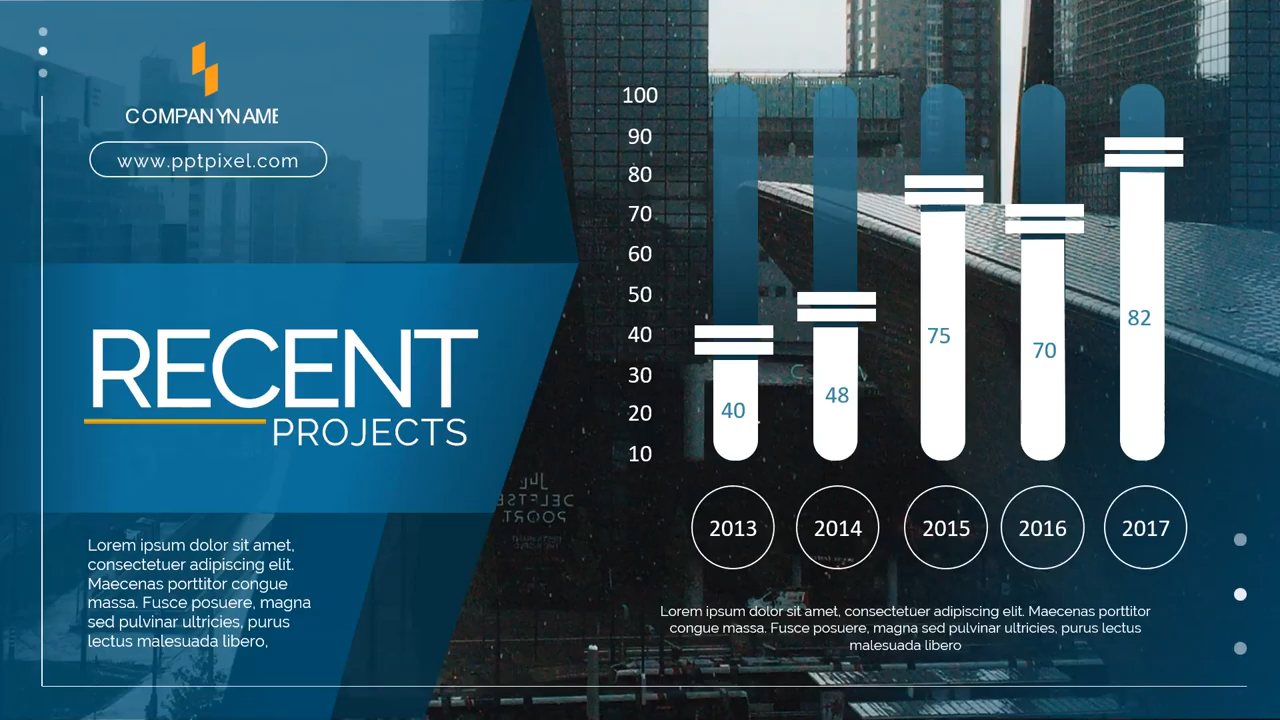 COMPANYNAME
www.pptpixel.com
RECENT
PROJECTS
Lorem ipsum dolor sit amet,
consectetuer adipiscing elit.
Maecenas porttitor congue
massa. Fusce posuere, magna
sed pulvinar ultricies, purus
lectus malesuada libero,
100
90
80
70
60
50
40
30
20
10
40
48
75
70
82
2013
2014
2015
2016
2017
Lorem ipsum dolor sit amet, consectetuer adipiscing elit. Maecenas porttitor
congue massa. Fusce posuere, magna sed pulvinar ultricies, purus lectus
malesuada libero